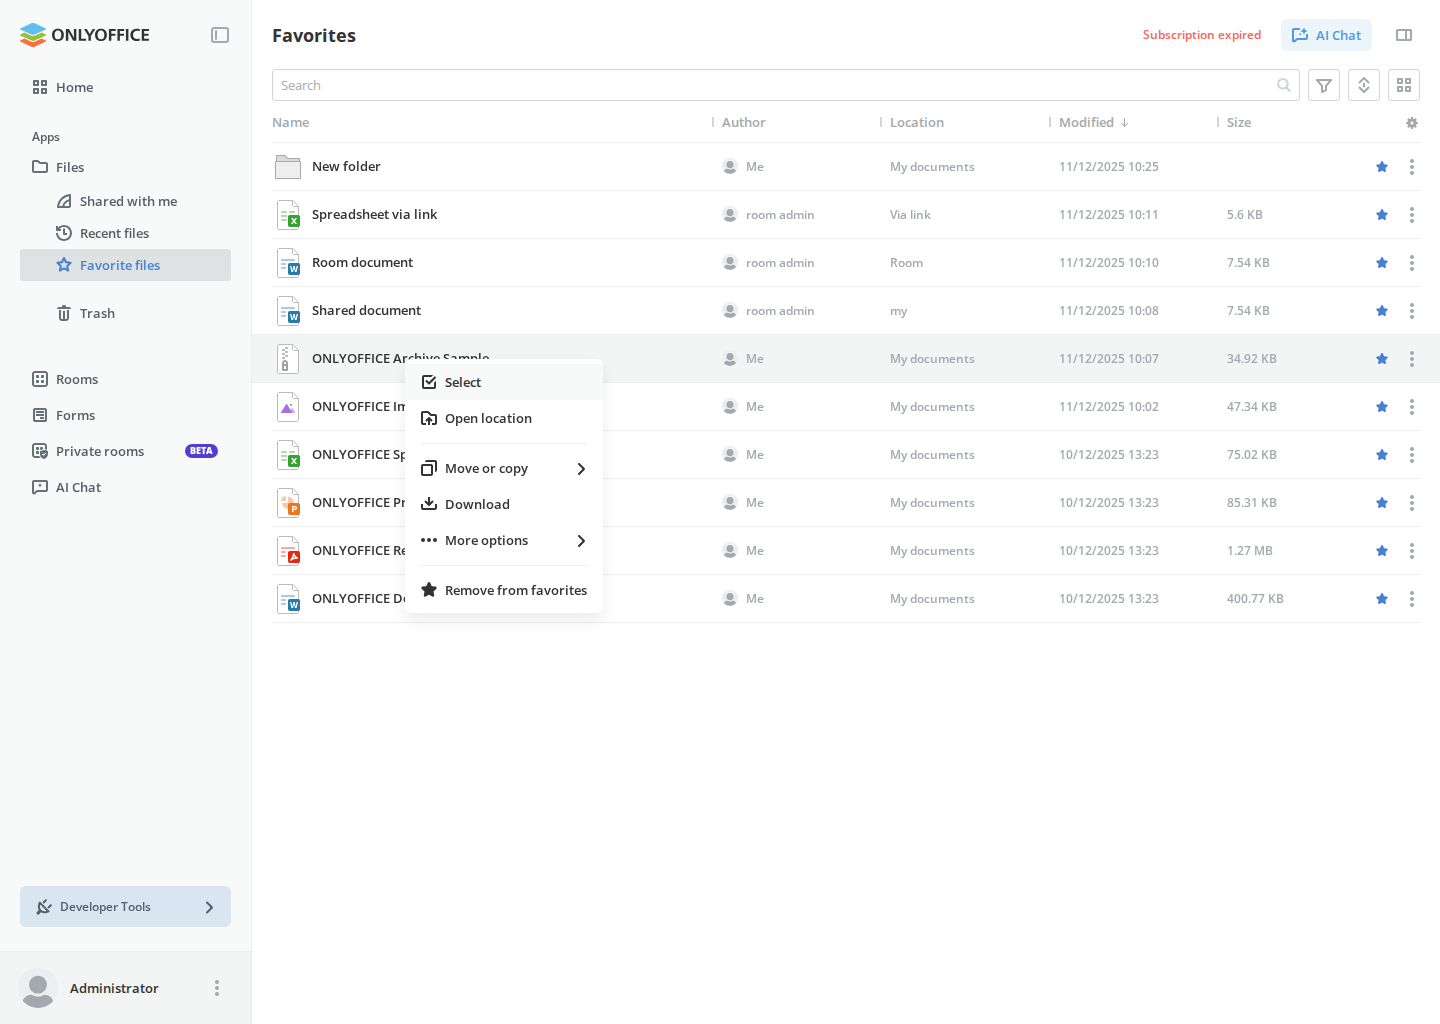 ONLYOFFICE
Home
Apps
Files
Shared with me
Recent files
Favorite files
Trash
Rooms
Forms
Private rooms BETA
AI Chat
Developer Tools
Administrator
Favorites
Subscription expired
AI Chat
Search
Name Author Location Modified Size
New folder Me My documents 11/12/2025 10:25
Spreadsheet via link room admin Via link 11/12/2025 10:11 5.6 KB
Room document room admin Room 11/12/2025 10:10 7.54 KB
Shared document room admin my 11/12/2025 10:08 7.54 KB
ONLYOFFICE Archive Sample Me My documents 11/12/2025 10:07 34.92 KB
ONLYOFFICE Me My documents 11/12/2025 10:02 47.34 KB
ONLYOFFICE Me My documents 10/12/2025 13:23 75.02 KB
ONLYOFFICE Me My documents 10/12/2025 13:23 85.31 KB
ONLYOFFICE Me My documents 10/12/2025 13:23 1.27 MB
ONLYOFFICE Me My documents 10/12/2025 13:23 400.77 KB
Select
Open location
Move or copy
Download
More options
Remove from favorites